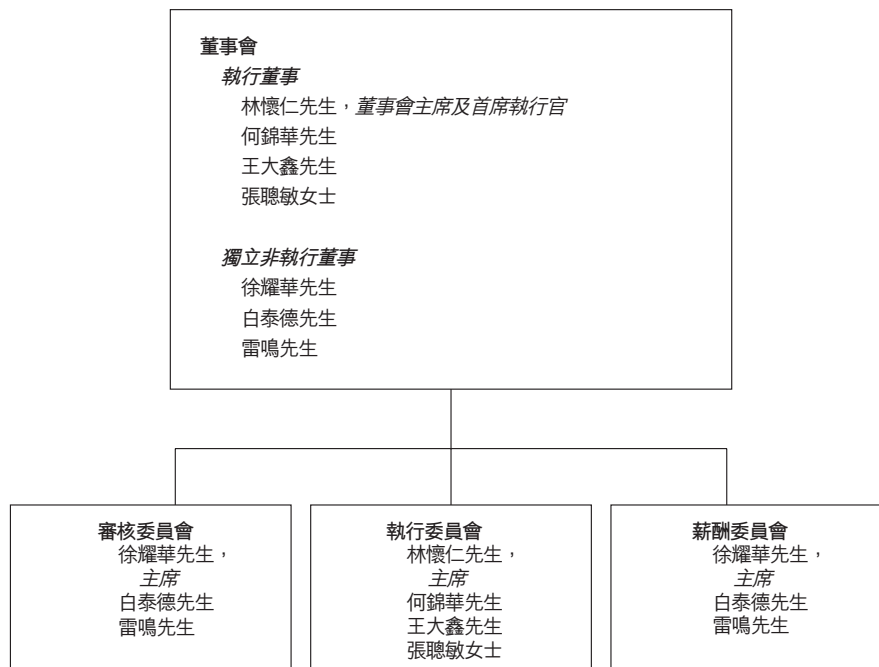 董事會
執行董事
林懷仁先生，董事會主席及首席執行官
何錦華先生
王大鑫先生
張聰敏女士
獨立非執行董事
徐耀華先生
白泰德先生
雷鳴先生
審核委員會
徐耀華先生，
主席
白泰德先生
雷鳴先生
執行委員會
林懷仁先生，
主席
何錦華先生
王大鑫先生
張聰敏女士
薪酬委員會
徐耀華先生，
主席
白泰德先生
雷鳴先生